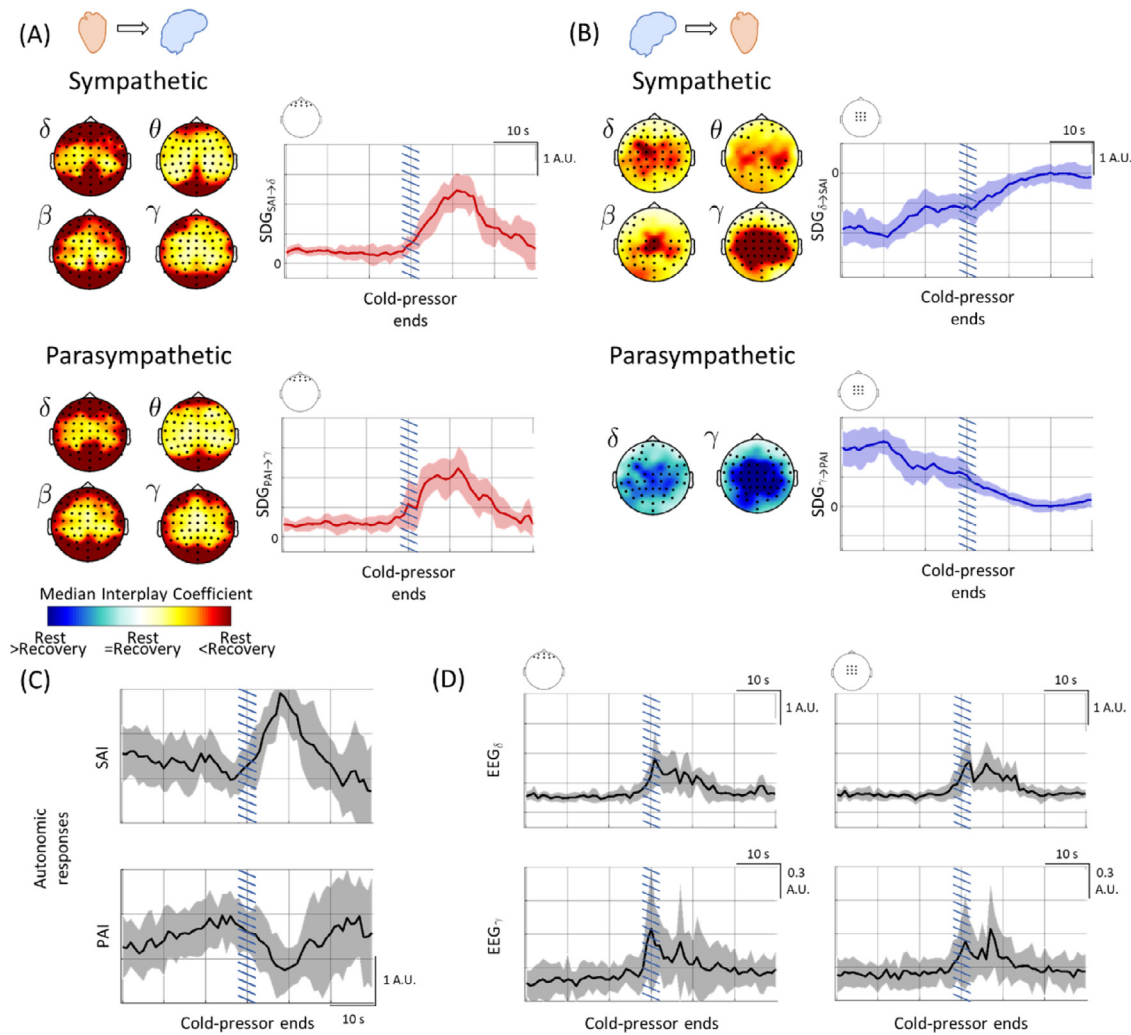 (A)
Sympathetic
δ
θ
β
γ
10 s
1 A.U.
SDG_SAI→δ
0
Cold-pressor
ends
Parasympathetic
δ
θ
β
γ
SDG_PAI→γ
0
Cold-pressor
ends
Median Interplay Coefficient
Rest Rest Rest
>Recovery =Recovery <Recovery
(B)
Sympathetic
δ
θ
β
γ
10 s
1 A.U.
0
SDG_δ→SAI
Cold-pressor
ends
Parasympathetic
δ
γ
SDG_γ→PAI
0
Cold-pressor
ends
(C)
Autonomic
responses
SAI
PAI
1 A.U.
10 s
Cold-pressor ends
(D)
10 s
1 A.U.
10 s
1 A.U.
EEG_δ
10 s
0.3
A.U.
10 s
0.3
A.U.
EEG_γ
Cold-pressor ends
Cold-pressor ends